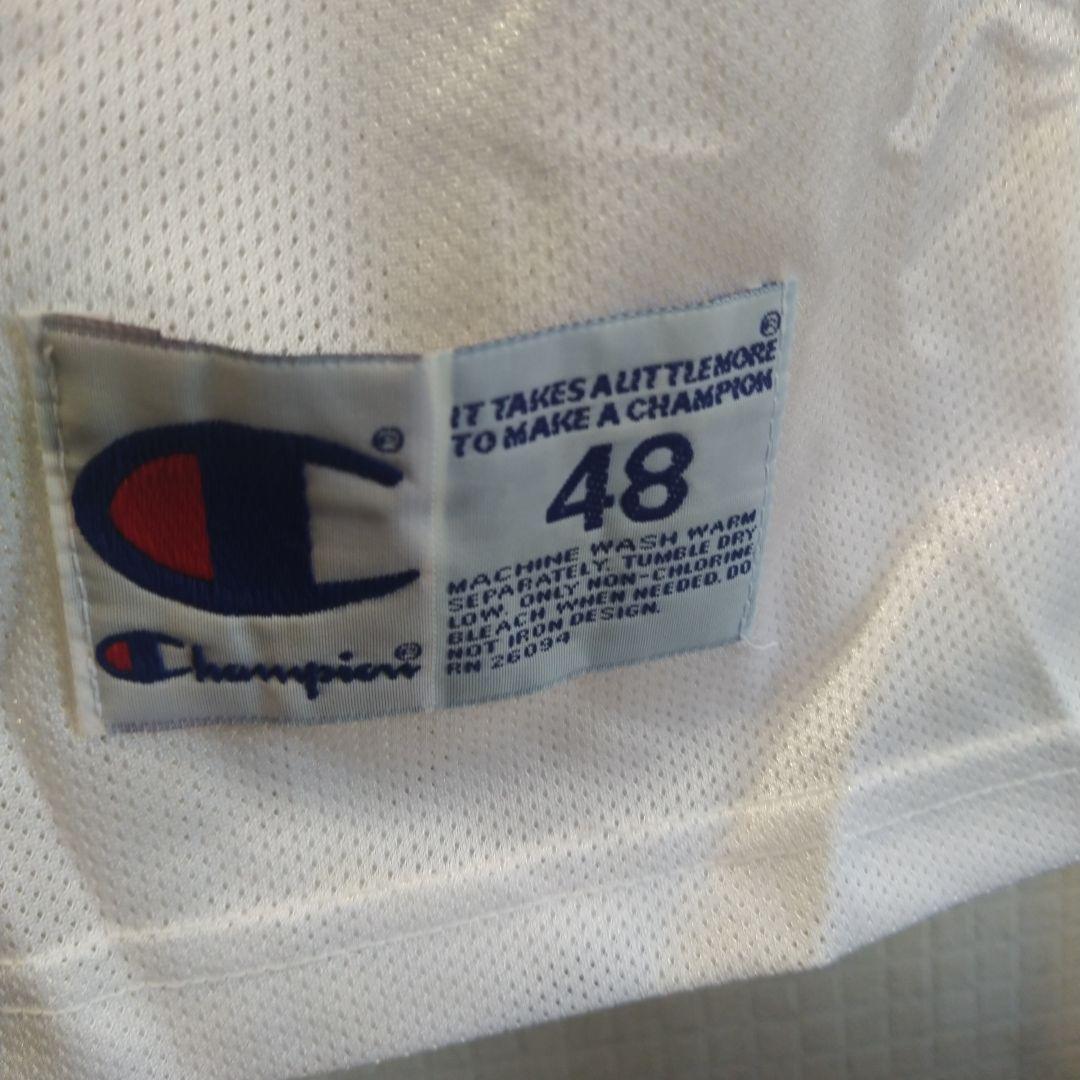 ®
Champion®
®
IT TAKES A LITTLE MORE
TO MAKE A CHAMPION
48
MACHINE WASH WARM
SEPARATELY. TUMBLE DRY
LOW. ONLY NON-CHLORINE
BLEACH WHEN NEEDED. DO
NOT IRON DESIGN.
RN 26094